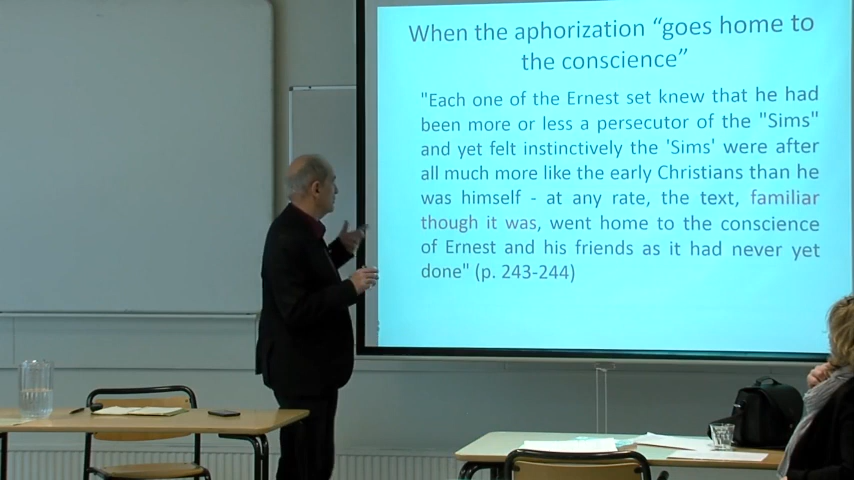 When the aphorization “goes home to
the conscience”
"Each one of the Ernest set knew that he had
been more or less a persecutor of the "Sims"
and yet felt instinctively the 'Sims' were after
all much more like the early Christians than he
was himself - at any rate, the text, familiar
though it was, went home to the conscience
of Ernest and his friends as it had never yet
done" (p. 243-244)